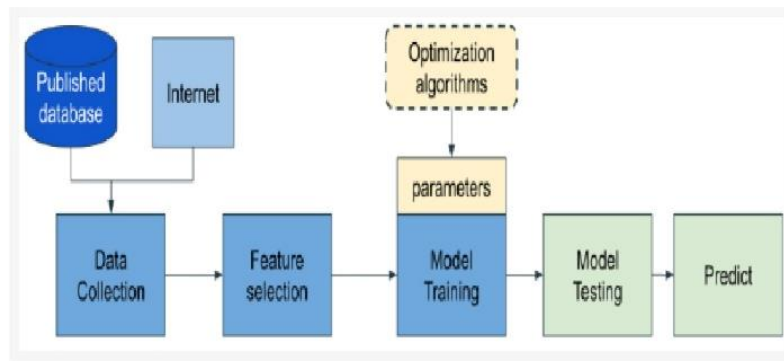 Published
database
Internet
Optimization
algorithms
parameters
Data
Collection
Feature
selection
Model
Training
Model
Testing
Predict